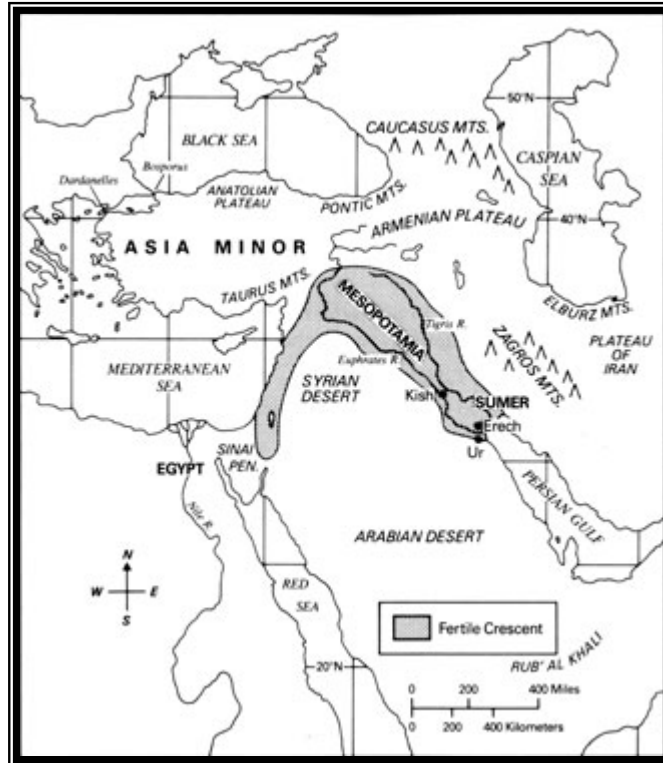 50°N
CAUCASUS MTS.
BLACK SEA
CASPIAN
SEA
Bosporus
Dardanelles
ANATOLIAN
PLATEAU
PONTIC MTS.
40°N
ARMENIAN PLATEAU
ASIA MINOR
TAURUS MTS.
ELBURZ MTS.
MESOPOTAMIA
Tigris R.
ZAGROS MTS.
PLATEAU
OF
IRAN
MEDITERRANEAN
SEA
Euphrates R.
SYRIAN
DESERT
Kish
SUMER
Erech
Ur
EGYPT
SINAI
PEN.
PERSIAN GULF
Nile R.
ARABIAN DESERT
N
W E
S
RED
SEA
Fertile Crescent
20°N
RUB' AL KHALI
0 200 400 Miles
0 200 400 Kilometers